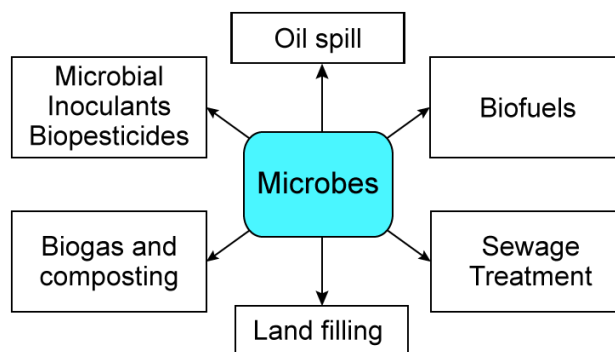 Oil spill
Microbial
Inoculants
Biopesticides
Biofuels
Microbes
Biogas and
composting
Sewage
Treatment
Land filling